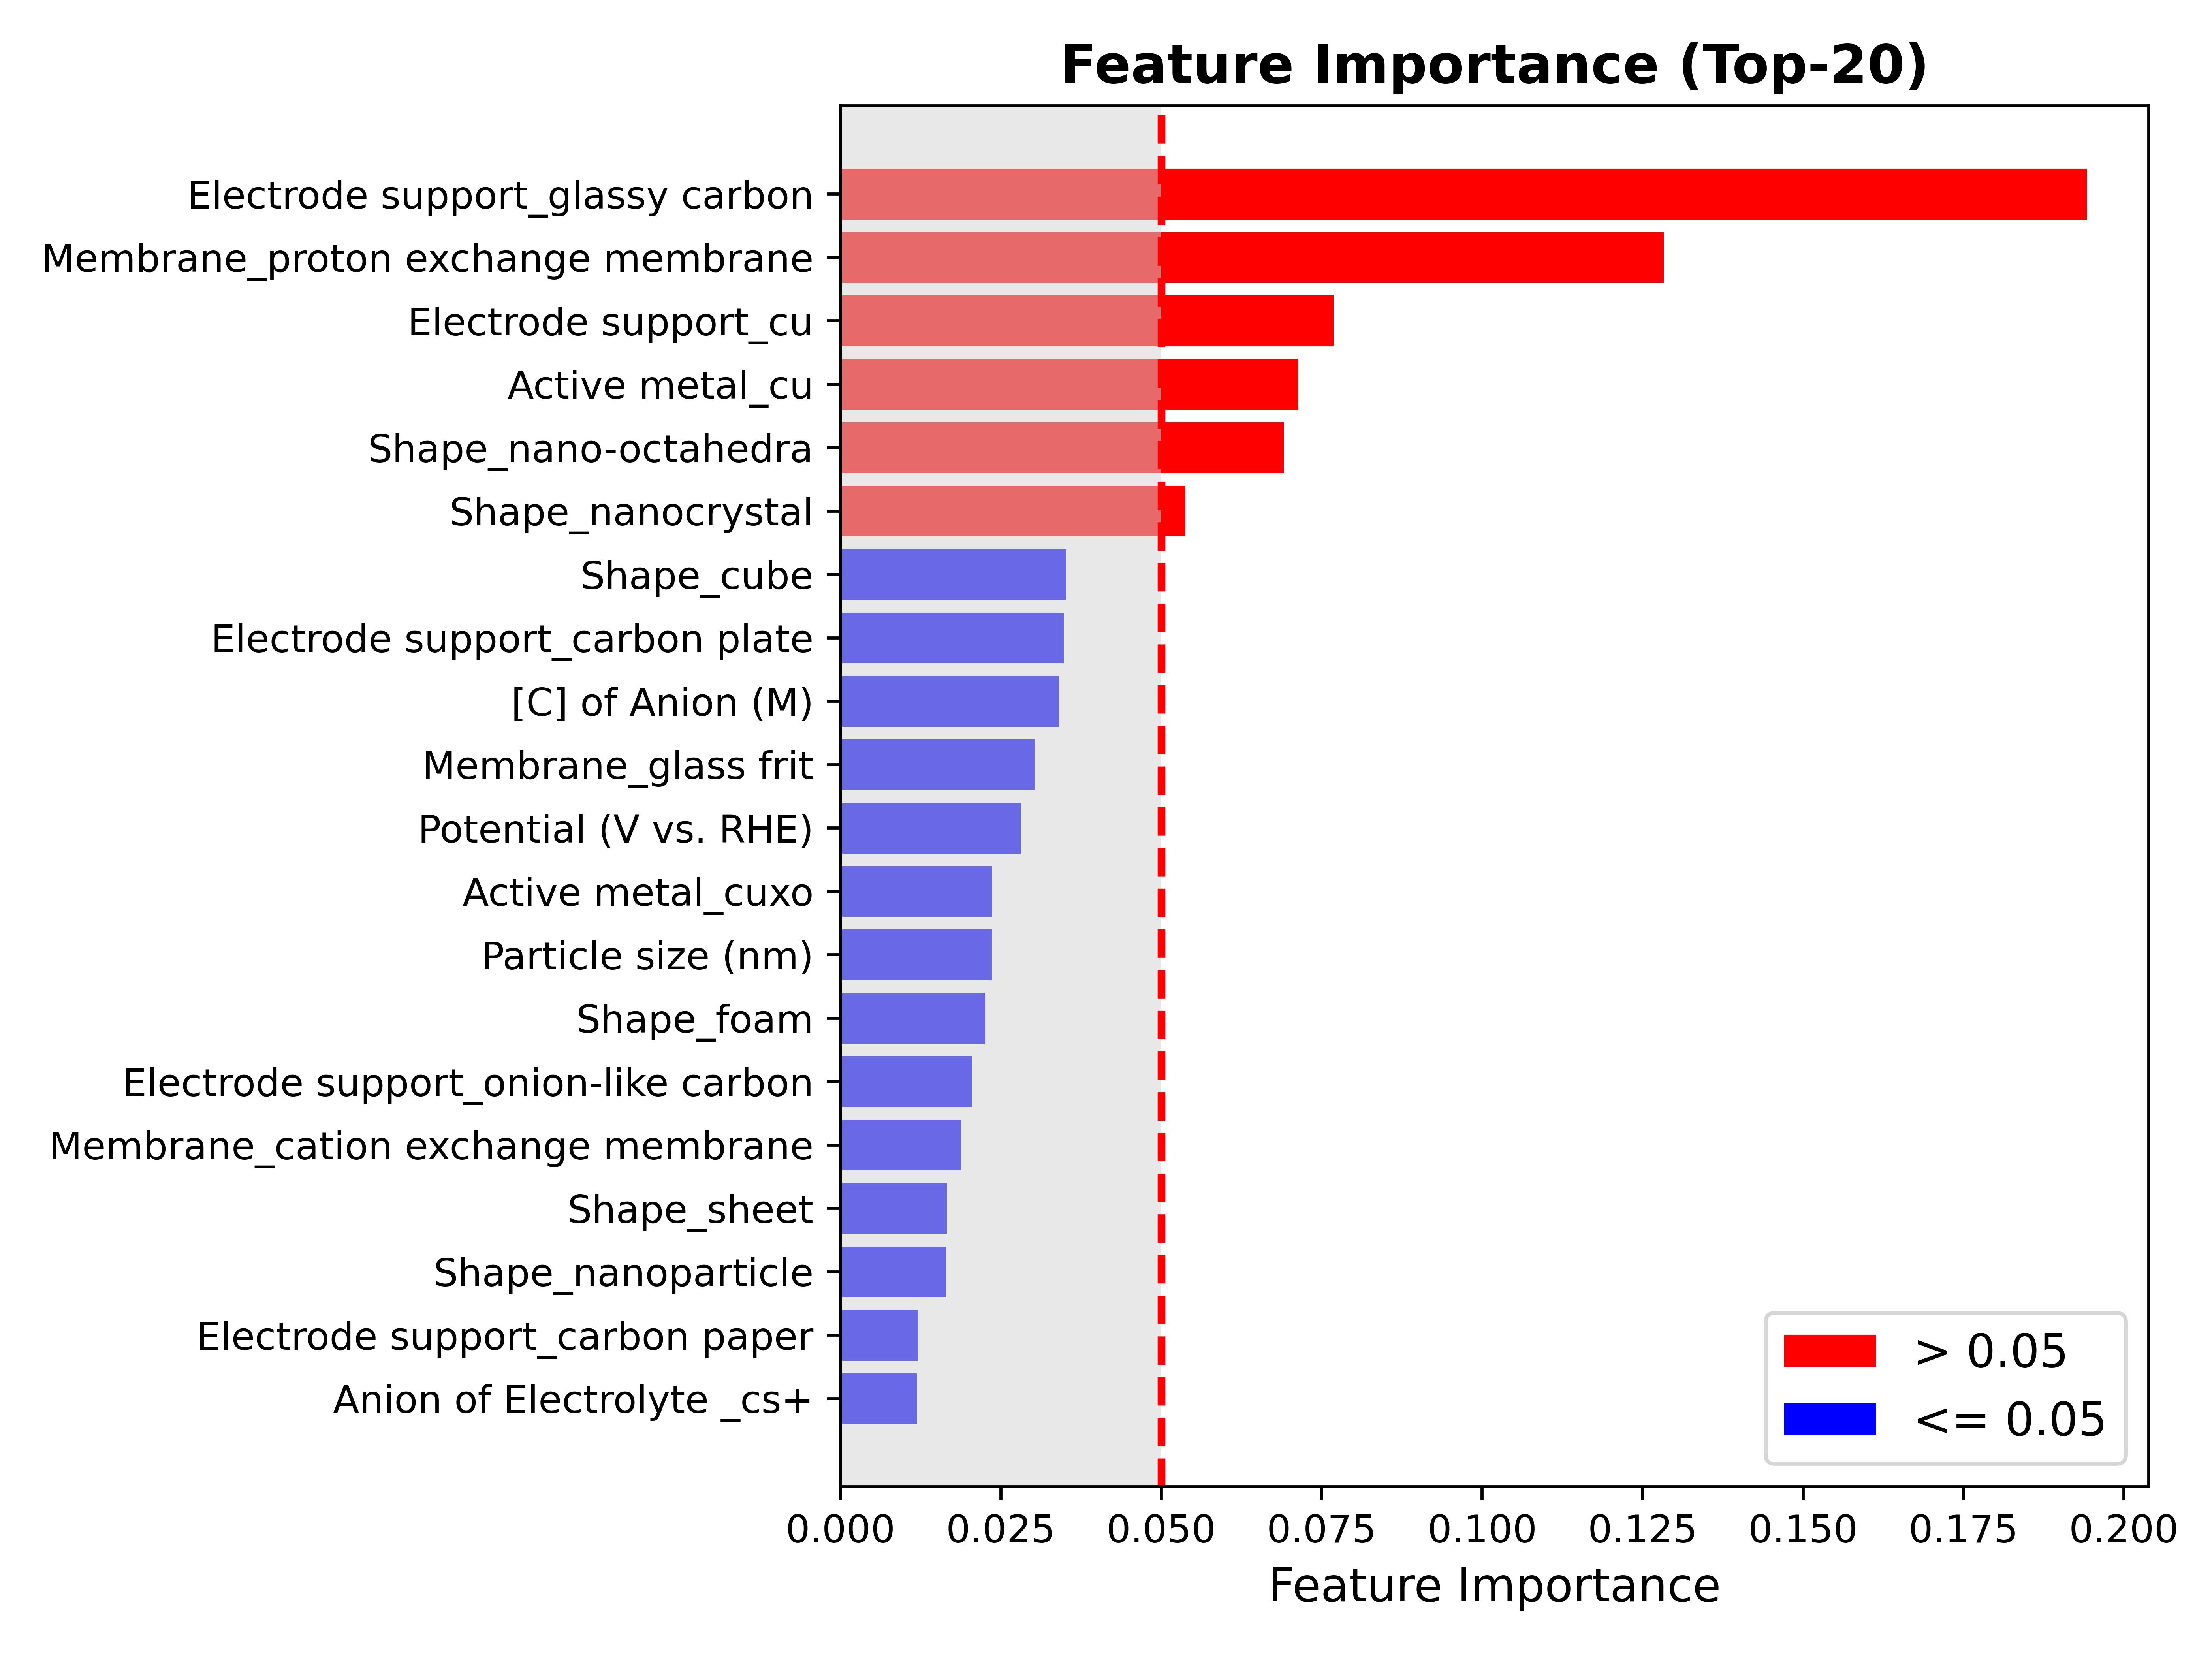 Feature Importance (Top-20)
Electrode support_glassy carbon
Membrane_proton exchange membrane
Electrode support_cu
Active metal_cu
Shape_nano-octahedra
Shape_nanocrystal
Shape_cube
Electrode support_carbon plate
[C] of Anion (M)
Membrane_glass frit
Potential (V vs. RHE)
Active metal_cuxo
Particle size (nm)
Shape_foam
Electrode support_onion-like carbon
Membrane_cation exchange membrane
Shape_sheet
Shape_nanoparticle
Electrode support_carbon paper
Anion of Electrolyte _cs+
> 0.05
<= 0.05
0.000 0.025 0.050 0.075 0.100 0.125 0.150 0.175 0.200
Feature Importance